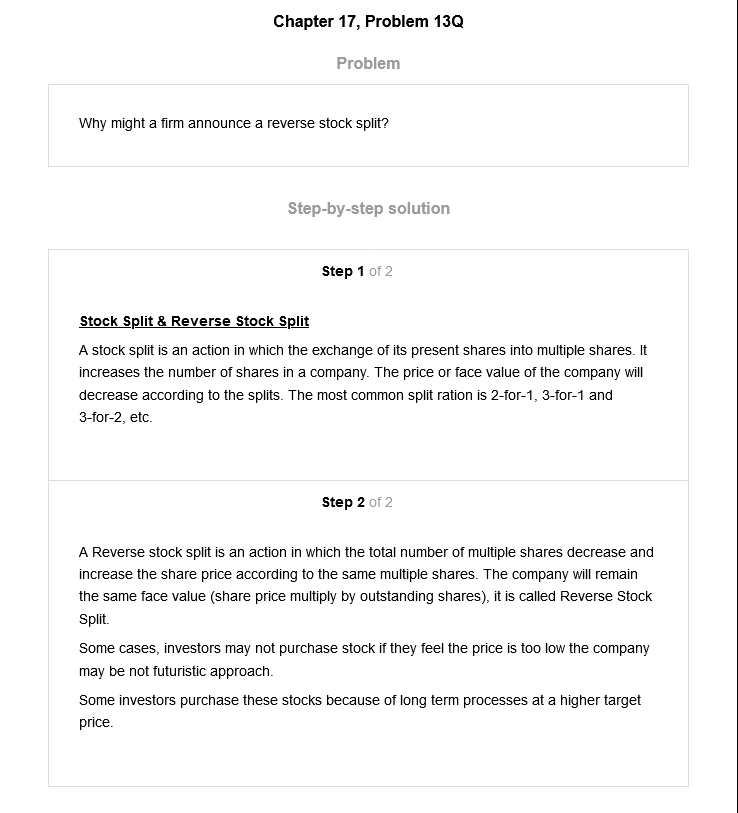 Chapter 17, Problem 13Q
Problem
Why might a firm announce a reverse stock split?
Step-by-step solution
Step 1 of 2
Stock Split & Reverse Stock Split
A stock split is an action in which the exchange of its present shares into multiple shares. It
increases the number of shares in a company. The price or face value of the company will
decrease according to the splits. The most common split ration is 2-for-1, 3-for-1 and
3-for-2, etc.
Step 2 of 2
A Reverse stock split is an action in which the total number of multiple shares decrease and
increase the share price according to the same multiple shares. The company will remain
the same face value (share price multiply by outstanding shares), it is called Reverse Stock
Split.
Some cases, investors may not purchase stock if they feel the price is too low the company
may be not futuristic approach.
Some investors purchase these stocks because of long term processes at a higher target
price.